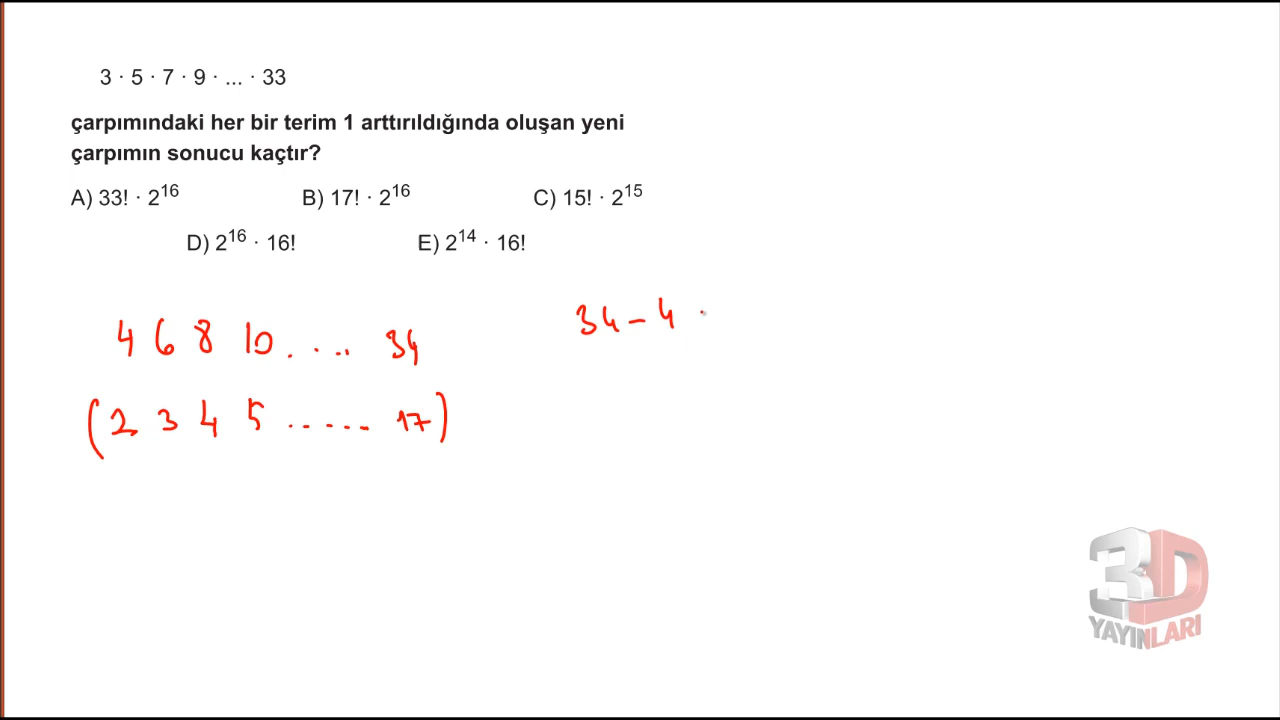 3 · 5 · 7 · 9 · ... · 33
çarpımındaki her bir terim 1 arttırıldığında oluşan yeni
çarpımın sonucu kaçtır?
A) 33! · 2^16 B) 17! · 2^16 C) 15! · 2^15
D) 2^16 · 16! E) 2^14 · 16!
4 6 8 10 . . . . 34
34 – 4
(2 3 4 5 ...... 17)
3D
YAYINLARI